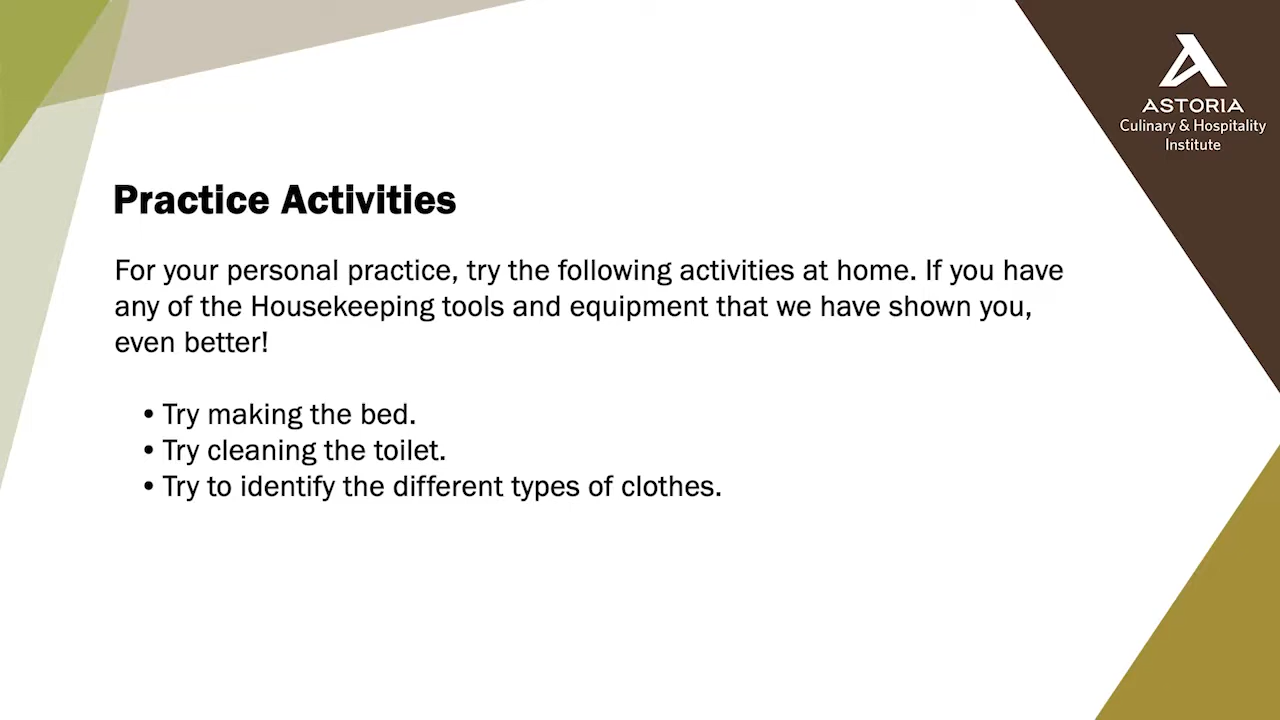 ASTORIA
Culinary & Hospitality
Institute
Practice Activities
For your personal practice, try the following activities at home. If you have
any of the Housekeeping tools and equipment that we have shown you,
even better!
• Try making the bed.
• Try cleaning the toilet.
• Try to identify the different types of clothes.